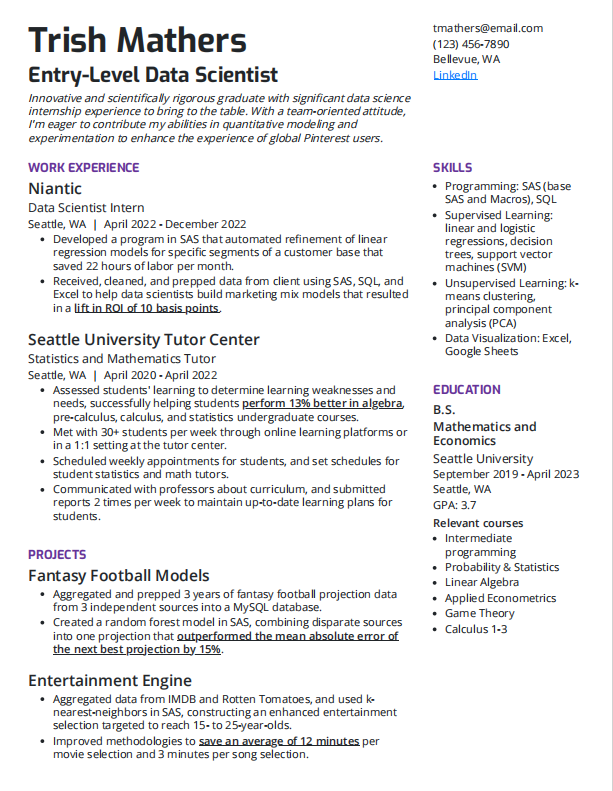 Trish Mathers
Entry-Level Data Scientist
Innovative and scientifically rigorous graduate with significant data science
internship experience to bring to the table. With a team-oriented attitude,
I'm eager to contribute my abilities in quantitative modeling and
experimentation to enhance the experience of global Pinterest users.
tmathers@email.com
(123) 456-7890
Bellevue, WA
LinkedIn
WORK EXPERIENCE
Niantic
Data Scientist Intern
Seattle, WA | April 2022 - December 2022
• Developed a program in SAS that automated refinement of linear
regression models for specific segments of a customer base that
saved 22 hours of labor per month.
• Received, cleaned, and prepped data from client using SAS, SQL, and
Excel to help data scientists build marketing mix models that resulted
in a lift in ROI of 10 basis points.
Seattle University Tutor Center
Statistics and Mathematics Tutor
Seattle, WA | April 2020 - April 2022
• Assessed students' learning to determine learning weaknesses and
needs, successfully helping students perform 13% better in algebra,
pre-calculus, calculus, and statistics undergraduate courses.
• Met with 30+ students per week through online learning platforms or
in a 1:1 setting at the tutor center.
• Scheduled weekly appointments for students, and set schedules for
student statistics and math tutors.
• Communicated with professors about curriculum, and submitted
reports 2 times per week to maintain up-to-date learning plans for
students.
PROJECTS
Fantasy Football Models
• Aggregated and prepped 3 years of fantasy football projection data
from 3 independent sources into a MySQL database.
• Created a random forest model in SAS, combining disparate sources
into one projection that outperformed the mean absolute error of
the next best projection by 15%.
Entertainment Engine
• Aggregated data from IMDB and Rotten Tomatoes, and used k-
nearest-neighbors in SAS, constructing an enhanced entertainment
selection targeted to reach 15- to 25-year-olds.
• Improved methodologies to save an average of 12 minutes per
movie selection and 3 minutes per song selection.
SKILLS
• Programming: SAS (base
SAS and Macros), SQL
• Supervised Learning:
linear and logistic
regressions, decision
trees, support vector
machines (SVM)
• Unsupervised Learning: k-
means clustering,
principal component
analysis (PCA)
• Data Visualization: Excel,
Google Sheets
EDUCATION
B.S.
Mathematics and
Economics
Seattle University
September 2019 - April 2023
Seattle, WA
GPA: 3.7
Relevant courses
• Intermediate
programming
• Probability & Statistics
• Linear Algebra
• Applied Econometrics
• Game Theory
• Calculus 1-3